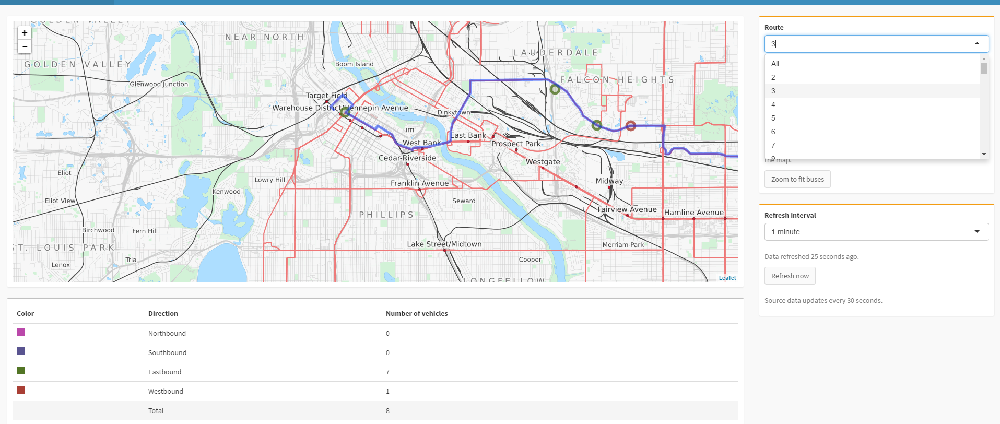 GOLDEN VALLEY
+
-
NEAR NORTH
LAUDERDALE
GOLDEN VALLEY
Boom Island
Glenwood Junction
FALCON HEIGHTS
Target Field
Warehouse District/Hennepin Avenue
Dinkytown
um
West Bank
East Bank
Prospect Park
Cedar-Riverside
Westgate
Eliot
Lowry Hill
Franklin Avenue
Midway
Kenwood
Eliot View
Seward
Fairview Avenue
Hamline Avenue
PHILLIPS
Birchwood
Fern Hill
ST. LOUIS PARK
Lake Street/Midtown
Merriam Park
Tria
Cooper
Lenox
LONGFELLOW
Leaflet
Route
3
All
2
3
4
5
6
7
9
the map.
Zoom to fit buses
Refresh interval
1 minute
Data refreshed 25 seconds ago.
Refresh now
Source data updates every 30 seconds.
Color Direction Number of vehicles
Northbound 0
Southbound 0
Eastbound 7
Westbound 1
Total 8